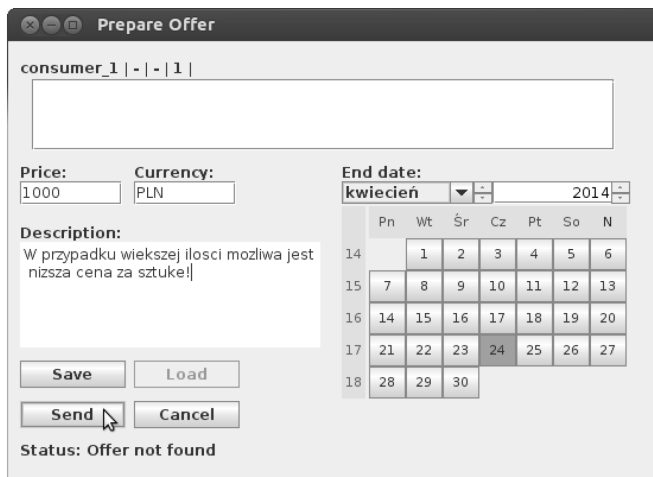 Prepare Offer
consumer_1 | - | - | 1 |
Price: Currency: End date:
1000 PLN kwiecień 2014
Pn Wt Śr Cz Pt So N
Description:
W przypadku wiekszej ilosci mozliwa jest
nizsza cena za sztuke!
14 1 2 3 4 5 6
15 7 8 9 10 11 12 13
16 14 15 16 17 18 19 20
17 21 22 23 24 25 26 27
18 28 29 30
Save Load
Send Cancel
Status: Offer not found